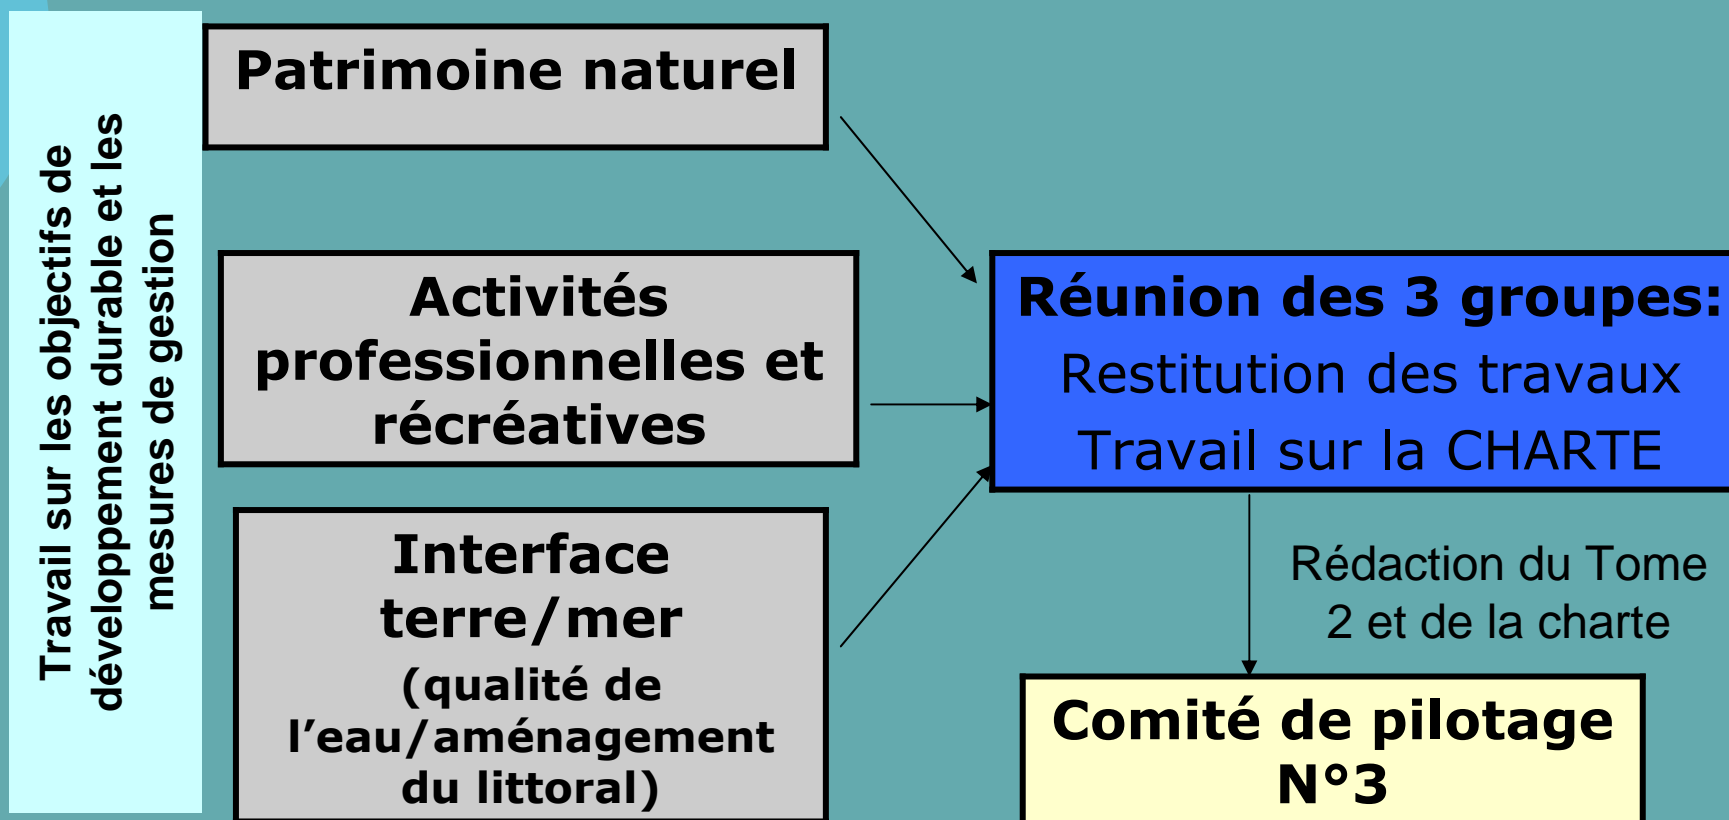 Travail sur les objectifs de
développement durable et les
mesures de gestion
Patrimoine naturel
Activités
professionnelles et
récréatives
Interface
terre/mer
(qualité de
l’eau/aménagement
du littoral)
Réunion des 3 groupes:
Restitution des travaux
Travail sur la CHARTE
Rédaction du Tome
2 et de la charte
Comité de pilotage
N°3